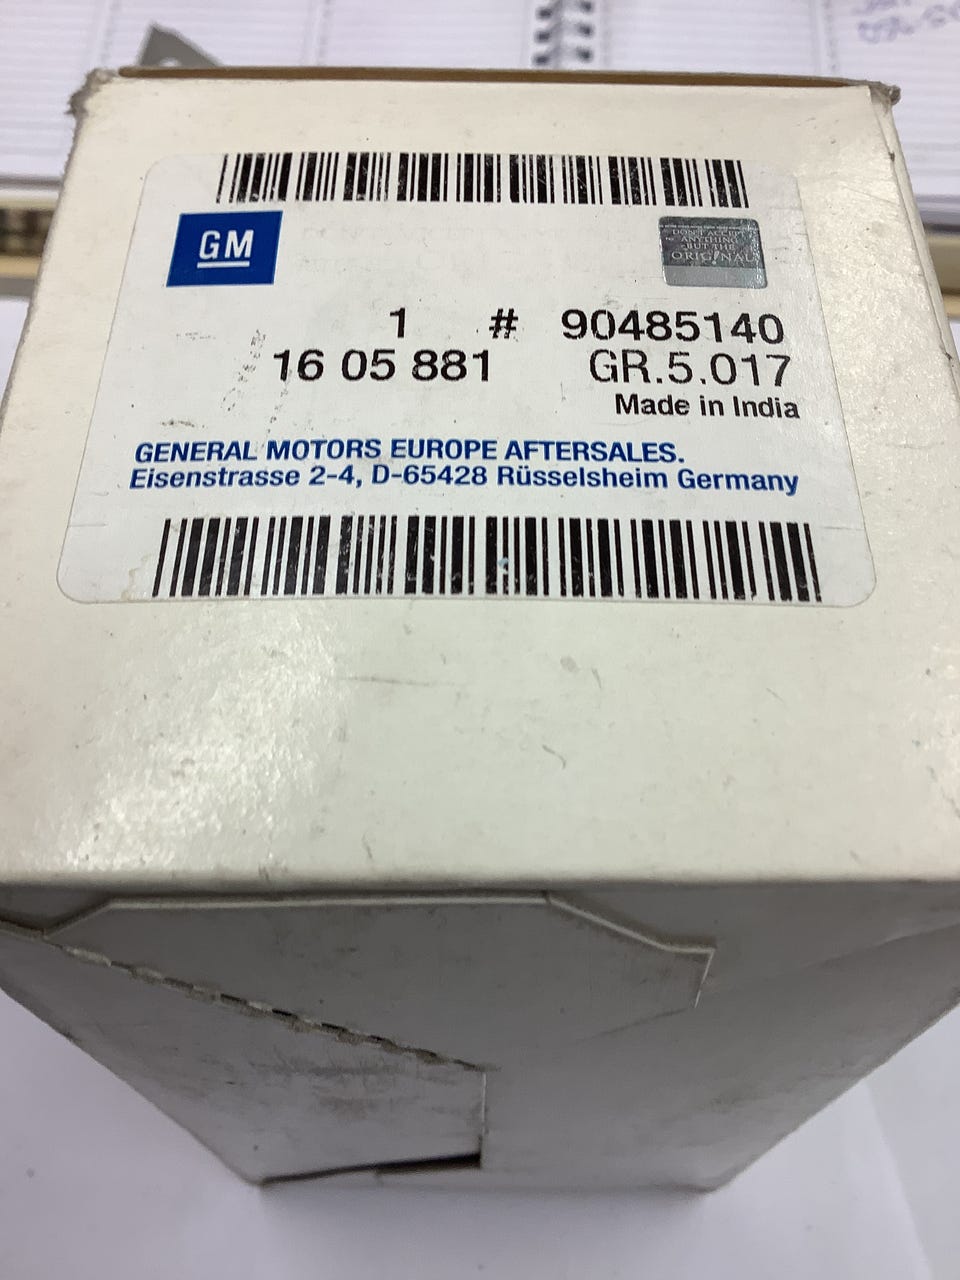 GM
DON'T ACCEPT
ANYTHING
BUT THE
ORIGINAL
1 # 90485140
16 05 881 GR.5.017
Made in India
GENERAL MOTORS EUROPE AFTERSALES.
Eisenstrasse 2-4, D-65428 Rüsselsheim Germany